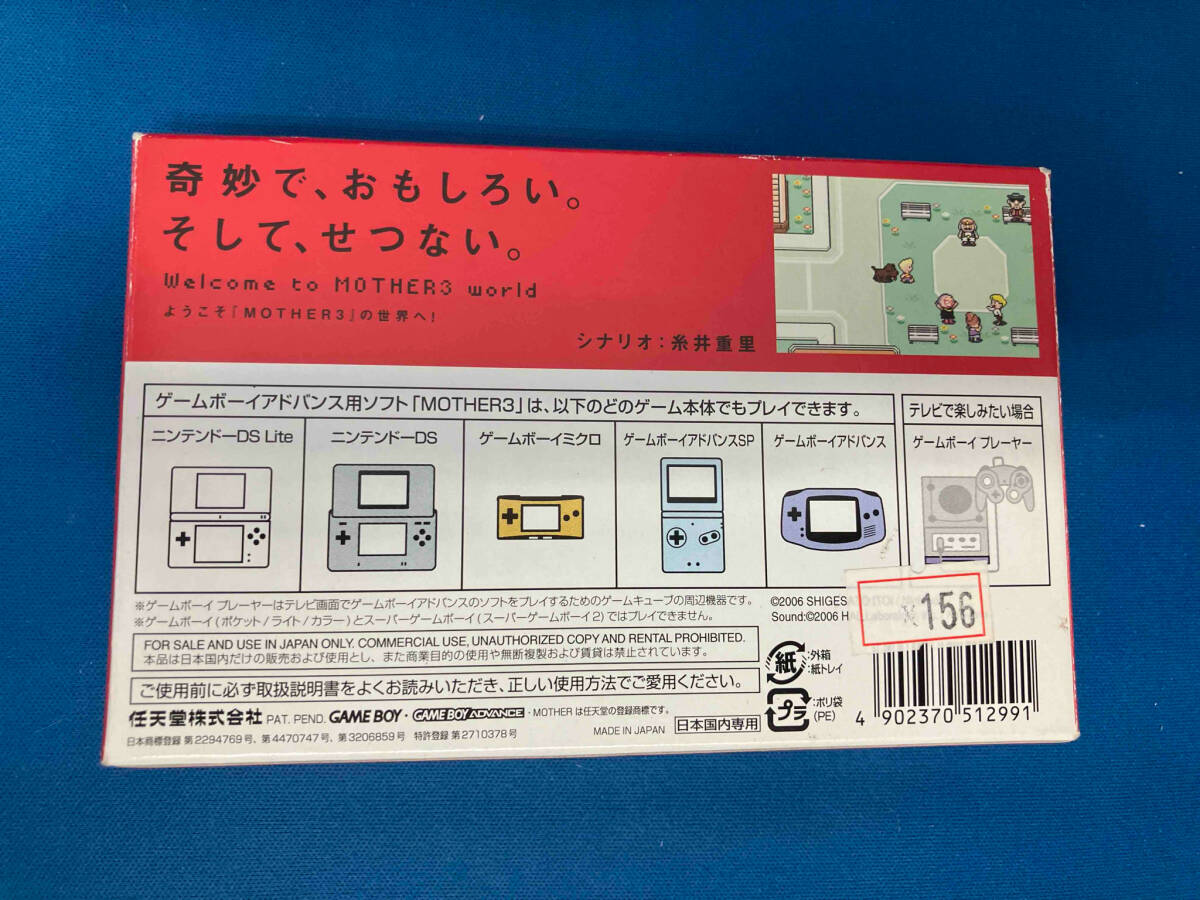 奇妙で、おもしろい。
そして、せつない。
Welcome to MOTHER3 world
ようこそ『MOTHER3』の世界へ!
シナリオ:糸井重里
ゲームボーイアドバンス用ソフト「MOTHER3」は、以下のどのゲーム本体でもプレイできます。
テレビで楽しみたい場合
ニンテンドーDS Lite
ニンテンドーDS
ゲームボーイミクロ
ゲームボーイアドバンスSP
ゲームボーイアドバンス
ゲームボーイ プレーヤー
※ゲームボーイ プレーヤーはテレビ画面でゲームボーイアドバンスのソフトをプレイするためのゲームキューブの周辺機器です。
※ゲームボーイ(ポケット/ライト/カラー)とスーパーゲームボーイ(スーパーゲームボーイ2)ではプレイできません。
©2006 SHIGES
Sound:©2006 H
¥156
FOR SALE AND USE IN JAPAN ONLY. COMMERCIAL USE, UNAUTHORIZED COPY AND RENTAL PROHIBITED.
本品は日本国内だけの販売および使用とし、また商業目的の使用や無断複製および賃貸は禁止されています。
ご使用前に必ず取扱説明書をよくお読みいただき、正しい使用方法でご愛用ください。
紙 :外箱
:紙トレイ
プラ :ポリ袋
(PE)
任天堂株式会社 PAT. PEND. GAME BOY・GAME BOY ADVANCE・MOTHER は任天堂の登録商標です。
日本商標登録 第2294769号、第4470747号、第3206859号 特許登録 第2710378号
MADE IN JAPAN 日本国内専用
4 902370 512991